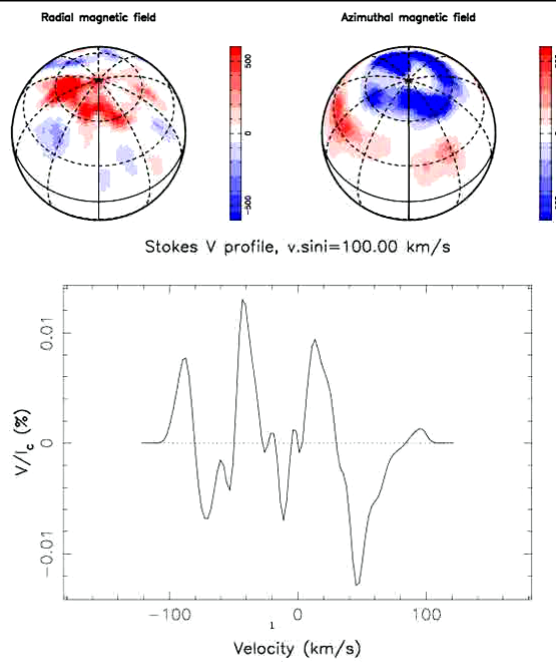 Radial magnetic field
Azimuthal magnetic field
500
0
−500
Stokes V profile, v.sini=100.00 km/s
0.01
0
−0.01
V/I_c (%)
−100
0
100
1
Velocity (km/s)